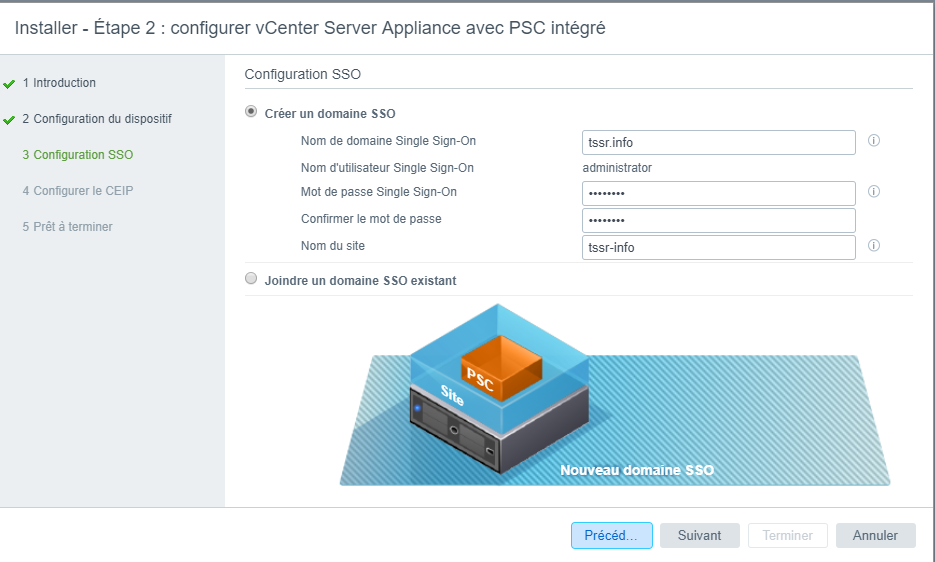 Installer - Étape 2 : configurer vCenter Server Appliance avec PSC intégré
1 Introduction
2 Configuration du dispositif
3 Configuration SSO
4 Configurer le CEIP
5 Prêt à terminer
Configuration SSO
Créer un domaine SSO
Nom de domaine Single Sign-On tssr.info
Nom d'utilisateur Single Sign-On administrator
Mot de passe Single Sign-On ••••••••
Confirmer le mot de passe ••••••••
Nom du site tssr-info
Joindre un domaine SSO existant
PSC
Site
Nouveau domaine SSO
Précéd... Suivant Terminer Annuler